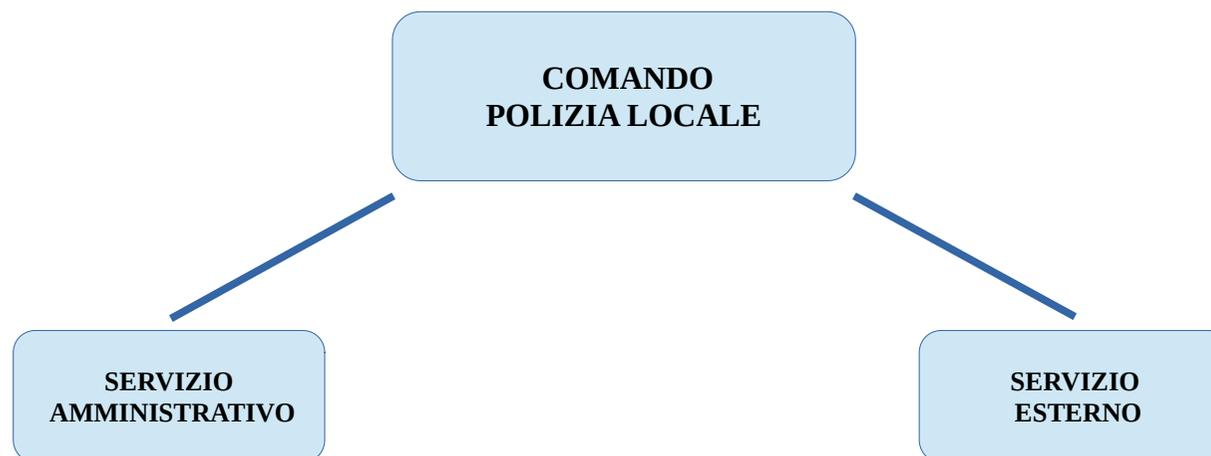 COMANDO
POLIZIA LOCALE
SERVIZIO
AMMINISTRATIVO
SERVIZIO
ESTERNO